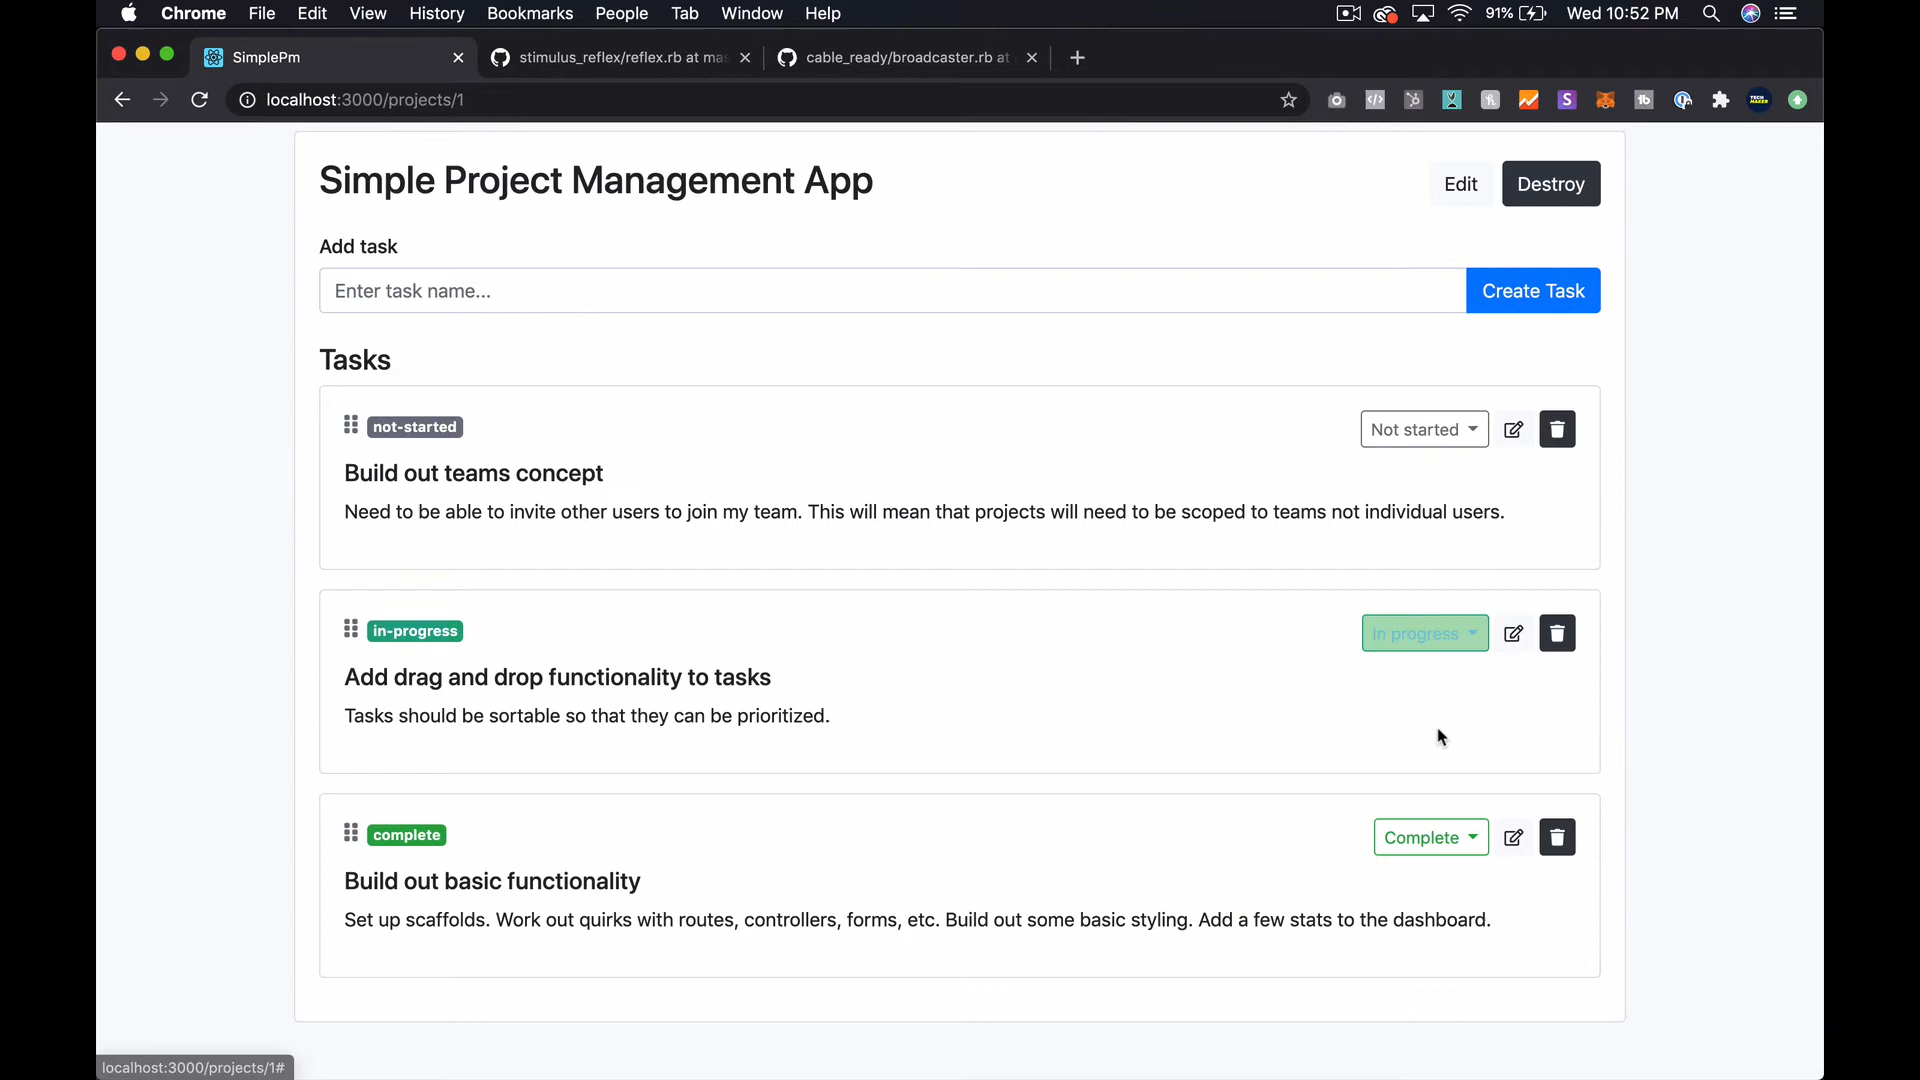 Chrome File Edit View History Bookmarks People Tab Window Help 91% Wed 10:52 PM
SimplePm stimulus_reflex/reflex.rb at mas cable_ready/broadcaster.rb at
localhost:3000/projects/1
Simple Project Management App
Edit Destroy
Add task
Enter task name... Create Task
Tasks
not-started Not started
Build out teams concept
Need to be able to invite other users to join my team. This will mean that projects will need to be scoped to teams not individual users.
in-progress In progress
Add drag and drop functionality to tasks
Tasks should be sortable so that they can be prioritized.
complete Complete
Build out basic functionality
Set up scaffolds. Work out quirks with routes, controllers, forms, etc. Build out some basic styling. Add a few stats to the dashboard.
localhost:3000/projects/1#